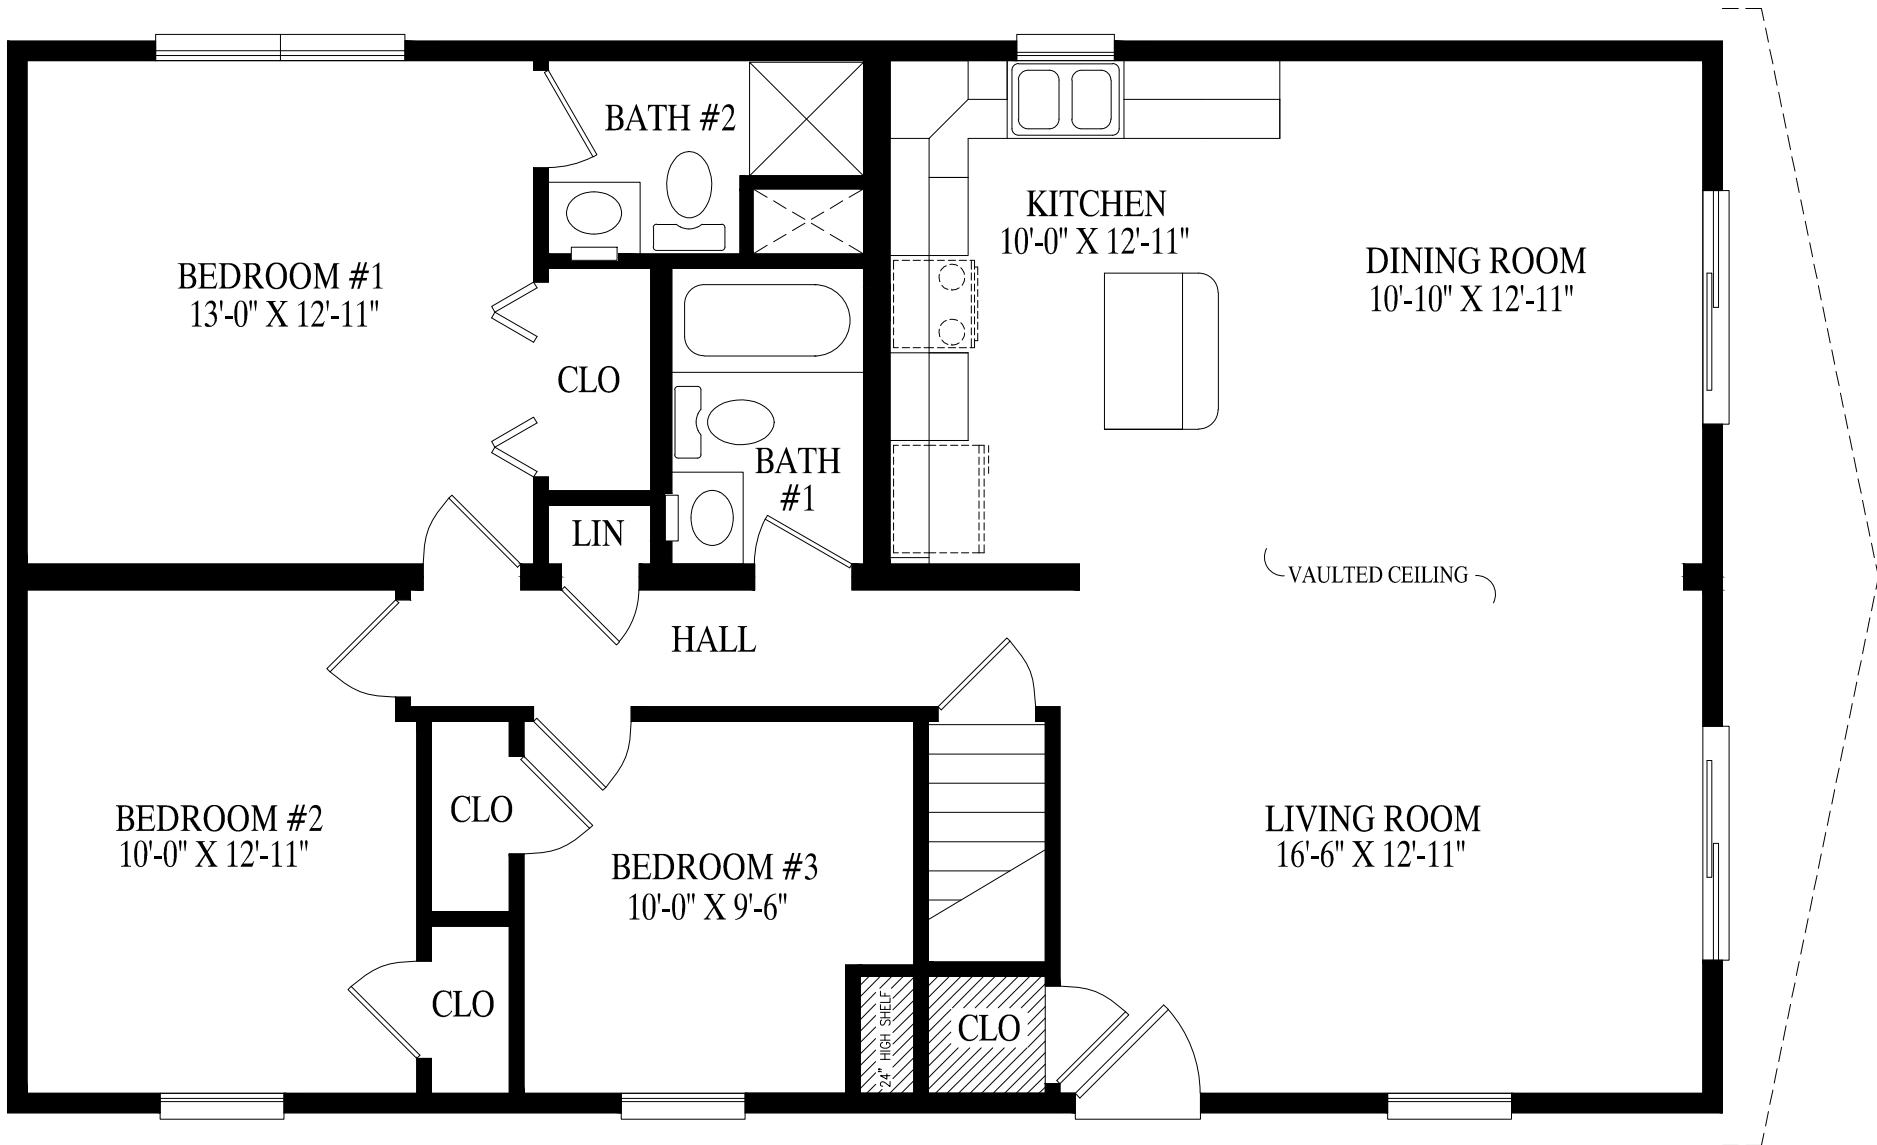 BATH #2
KITCHEN
10'-0" X 12'-11"
BEDROOM #1
13'-0" X 12'-11"
DINING ROOM
10'-10" X 12'-11"
CLO
BATH
#1
LIN
VAULTED CEILING
HALL
BEDROOM #2
10'-0" X 12'-11"
CLO
BEDROOM #3
10'-0" X 9'-6"
LIVING ROOM
16'-6" X 12'-11"
CLO
24" HIGH SHELF
CLO